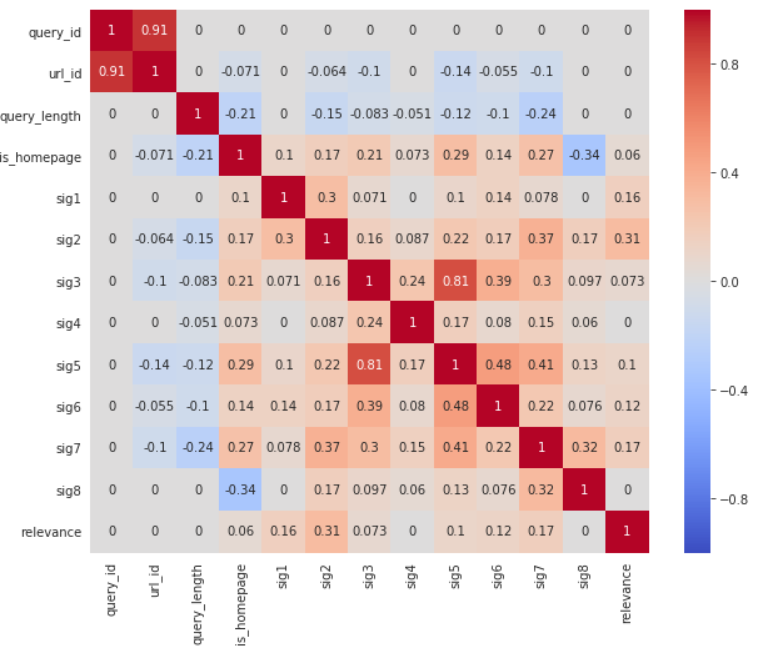 query_id 1 0.91 0 0 0 0 0 0 0 0 0 0 0
url_id 0.91 1 0 -0.071 0 -0.064 -0.1 0 -0.14 -0.055 -0.1 0 0
query_length 0 0 1 -0.21 0 -0.15 -0.083 -0.051 -0.12 -0.1 -0.24 0 0
is_homepage 0 -0.071 -0.21 1 0.1 0.17 0.21 0.073 0.29 0.14 0.27 -0.34 0.06
sig1 0 0 0 0.1 1 0.3 0.071 0 0.1 0.14 0.078 0 0.16
sig2 0 -0.064 -0.15 0.17 0.3 1 0.16 0.087 0.22 0.17 0.37 0.17 0.31
sig3 0 -0.1 -0.083 0.21 0.071 0.16 1 0.24 0.81 0.39 0.3 0.097 0.073
sig4 0 0 -0.051 0.073 0 0.087 0.24 1 0.17 0.08 0.15 0.06 0
sig5 0 -0.14 -0.12 0.29 0.1 0.22 0.81 0.17 1 0.48 0.41 0.13 0.1
sig6 0 -0.055 -0.1 0.14 0.14 0.17 0.39 0.08 0.48 1 0.22 0.076 0.12
sig7 0 -0.1 -0.24 0.27 0.078 0.37 0.3 0.15 0.41 0.22 1 0.32 0.17
sig8 0 0 0 -0.34 0 0.17 0.097 0.06 0.13 0.076 0.32 1 0
relevance 0 0 0 0.06 0.16 0.31 0.073 0 0.1 0.12 0.17 0 1
query_id url_id query_length is_homepage sig1 sig2 sig3 sig4 sig5 sig6 sig7 sig8 relevance
0.8
0.4
0.0
−0.4
−0.8